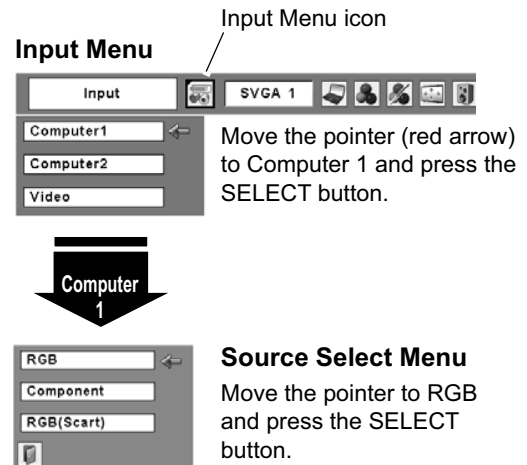 Input Menu icon
Input Menu
Input SVGA 1
Computer1
Computer2
Video
Move the pointer (red arrow)
to Computer 1 and press the
SELECT button.
Computer
1
RGB
Component
RGB(Scart)
Source Select Menu
Move the pointer to RGB
and press the SELECT
button.